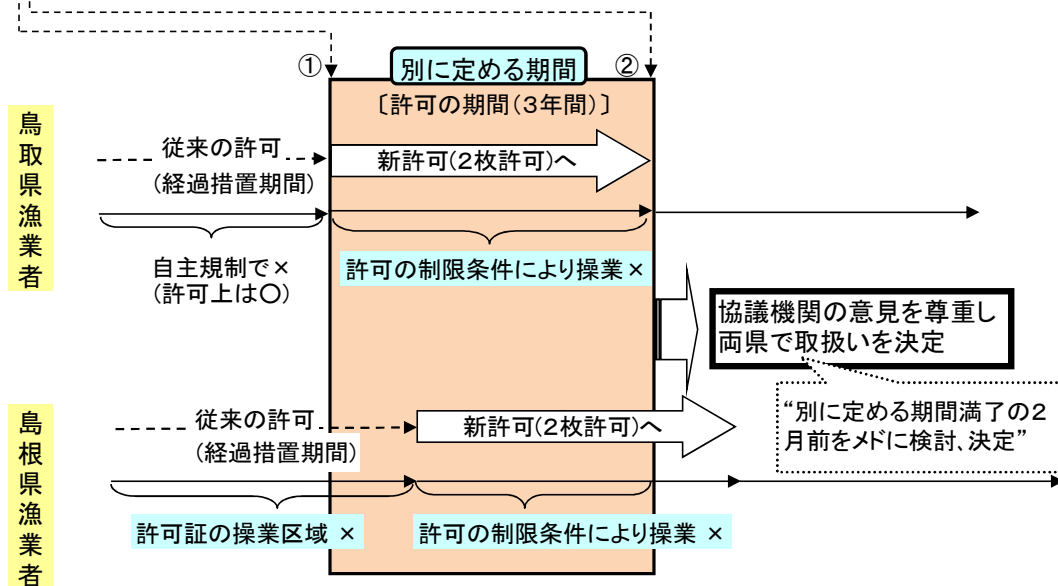 ① 別に定める期間 ②
〔許可の期間(3年間)〕
鳥取県漁業者
従来の許可
(経過措置期間)
新許可(2枚許可)へ
自主規制で×
(許可上は〇)
許可の制限条件により操業 ×
協議機関の意見を尊重し
両県で取扱いを決定
“別に定める期間満了の2
月前をメドに検討、決定”
島根県漁業者
従来の許可
(経過措置期間)
新許可(2枚許可)へ
許可証の操業区域 ×
許可の制限条件により操業 ×